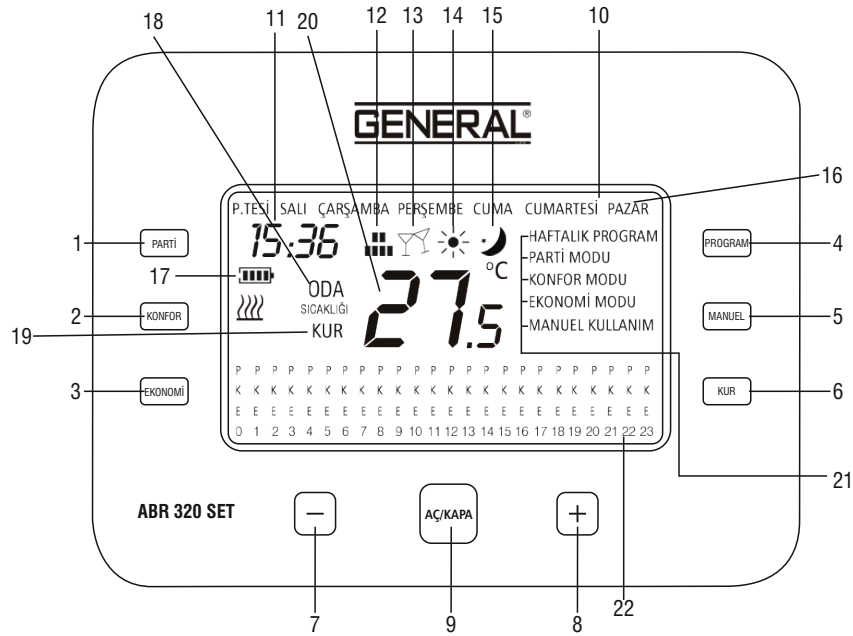 18 11 20 12 13 14 15 10
GENERAL®
16
P.TESİ SALI ÇARŞAMBA PERŞEMBE CUMA CUMARTESİ PAZAR
1 PARTİ
15:36
HAFTALIK PROGRAM
PARTİ MODU
KONFOR MODU
EKONOMİ MODU
MANUEL KULLANIM
PROGRAM 4
17
°C
ODA
SICAKLIĞI
KUR
27.5
2 KONFOR
MANUEL 5
19
3 EKONOMİ
KUR 6
P P P P P P P P P P P P P P P P P P P P P P P P
K K K K K K K K K K K K K K K K K K K K K K K K
E E E E E E E E E E E E E E E E E E E E E E E E
0 1 2 3 4 5 6 7 8 9 10 11 12 13 14 15 16 17 18 19 20 21 22 23
21
ABR 320 SET
−
AÇ/KAPA
+
22
7 9 8